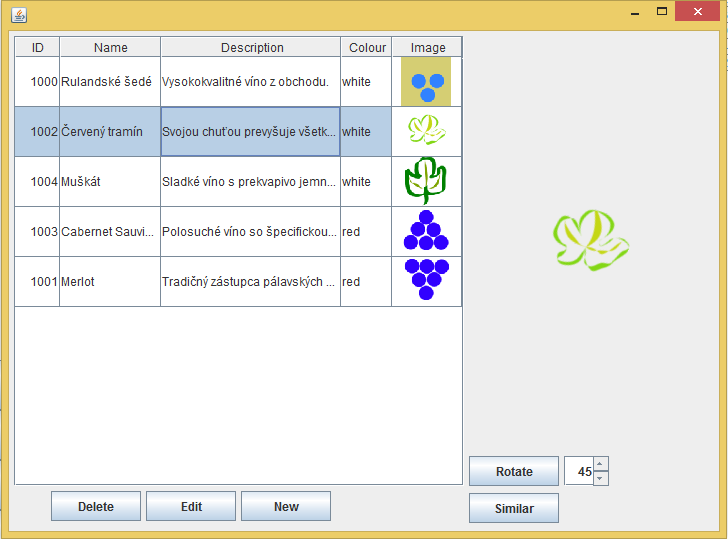 ID Name Description Colour Image
1000 Rulandské šedé Vysokokvalitné víno z obchodu. white
1002 Červený tramín Svojou chuťou prevyšuje všetk... white
1004 Muškát Sladké víno s prekvapivo jemn... white
1003 Cabernet Sauvi... Polosuché víno so špecifickou... red
1001 Merlot Tradičný zástupca pálavských ... red
Rotate 45
Delete Edit New
Similar